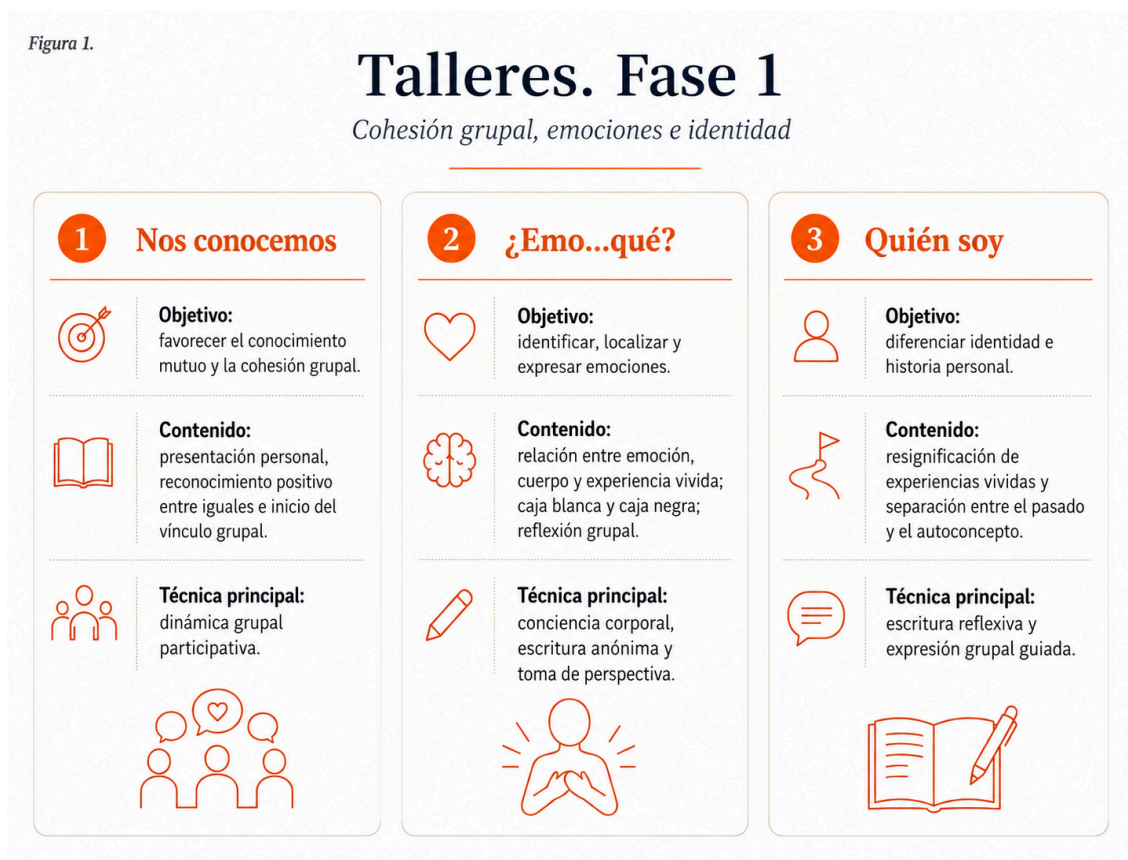 Figura 1.
Talleres. Fase 1
Cohesión grupal, emociones e identidad
1 Nos conocemos
Objetivo:
favorecer el conocimiento
mutuo y la cohesión grupal.
Contenido:
presentación personal,
reconocimiento positivo
entre iguales e inicio del
vínculo grupal.
Técnica principal:
dinámica grupal
participativa.
2 ¿Emo...qué?
Objetivo:
identificar, localizar y
expresar emociones.
Contenido:
relación entre emoción,
cuerpo y experiencia vivida;
caja blanca y caja negra;
reflexión grupal.
Técnica principal:
conciencia corporal,
escritura anónima y
toma de perspectiva.
3 Quién soy
Objetivo:
diferenciar identidad e
historia personal.
Contenido:
resignificación de
experiencias vividas y
separación entre el pasado
y el autoconcepto.
Técnica principal:
escritura reflexiva y
expresión grupal guiada.